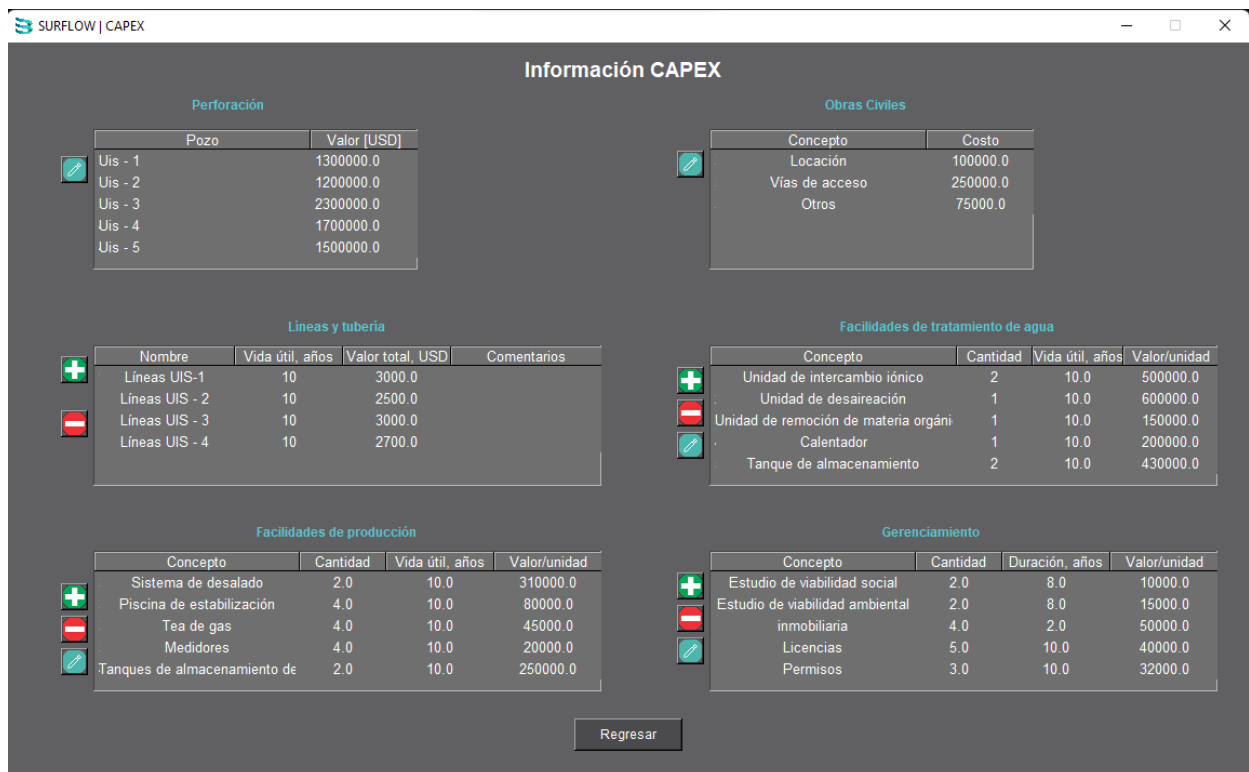 SURFLOW | CAPEX
Información CAPEX
Perforación
Pozo Valor [USD]
Uis - 1 1300000.0
Uis - 2 1200000.0
Uis - 3 2300000.0
Uis - 4 1700000.0
Uis - 5 1500000.0
Obras Civiles
Concepto Costo
Locación 100000.0
Vías de acceso 250000.0
Otros 75000.0
Líneas y tubería
Nombre Vida útil, años Valor total, USD Comentarios
Líneas UIS-1 10 3000.0
Líneas UIS - 2 10 2500.0
Líneas UIS - 3 10 3000.0
Líneas UIS - 4 10 2700.0
Facilidades de tratamiento de agua
Concepto Cantidad Vida útil, años Valor/unidad
Unidad de intercambio iónico 2 10.0 500000.0
Unidad de desaireación 1 10.0 600000.0
Unidad de remoción de materia orgáni 1 10.0 150000.0
Calentador 1 10.0 200000.0
Tanque de almacenamiento 2 10.0 430000.0
Facilidades de producción
Concepto Cantidad Vida útil, años Valor/unidad
Sistema de desalado 2.0 10.0 310000.0
Piscina de estabilización 4.0 10.0 80000.0
Tea de gas 4.0 10.0 45000.0
Medidores 4.0 10.0 20000.0
Tanques de almacenamiento de 2.0 10.0 250000.0
Gerenciamiento
Concepto Cantidad Duración, años Valor/unidad
Estudio de viabilidad social 2.0 8.0 10000.0
Estudio de viabilidad ambiental 2.0 8.0 15000.0
inmobiliaria 4.0 2.0 50000.0
Licencias 5.0 10.0 40000.0
Permisos 3.0 10.0 32000.0
Regresar